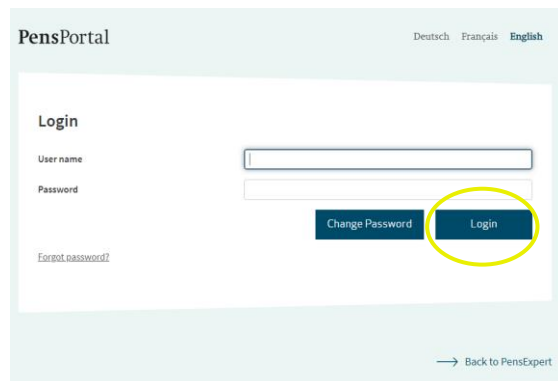 PensPortal
Deutsch Français English
Login
User name
Password
Change Password Login
Forgot password?
Back to PensExpert